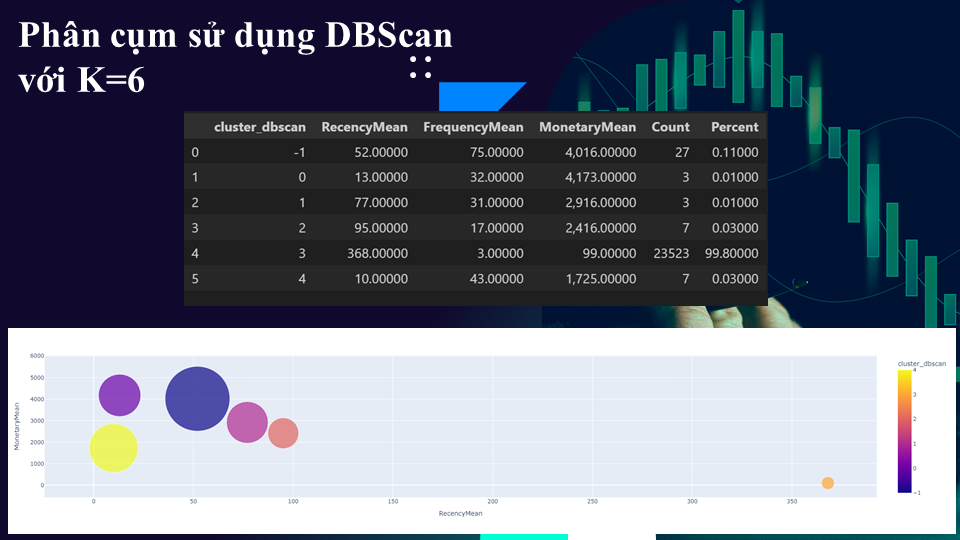 Phân cụm sử dụng DBScan
với K=6
cluster_dbscan RecencyMean FrequencyMean MonetaryMean Count Percent
0 -1 52.00000 75.00000 4,016.00000 27 0.11000
1 0 13.00000 32.00000 4,173.00000 3 0.01000
2 1 77.00000 31.00000 2,916.00000 3 0.01000
3 2 95.00000 17.00000 2,416.00000 7 0.03000
4 3 368.00000 3.00000 99.00000 23523 99.80000
5 4 10.00000 43.00000 1,725.00000 7 0.03000
MonetaryMean
6000
5000
4000
3000
2000
1000
0
0 50 100 150 200 250 300 350
RecencyMean
cluster_dbscan
4
3
2
1
0
−1